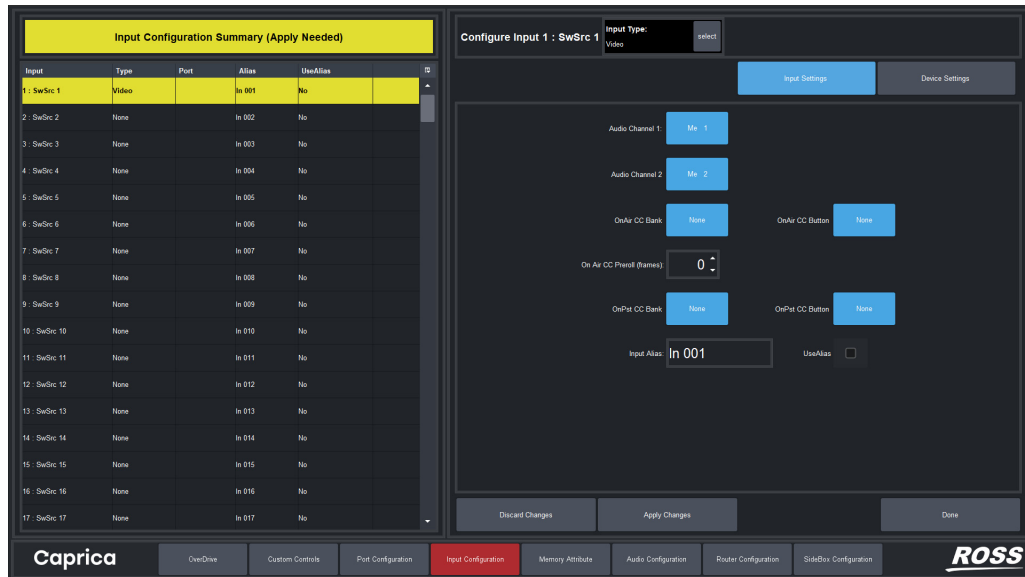 Input Configuration Summary (Apply Needed)
Input Type Port Alias UseAlias
1 : SwSrc 1 Video In 001 No
2 : SwSrc 2 None In 002 No
3 : SwSrc 3 None In 003 No
4 : SwSrc 4 None In 004 No
5 : SwSrc 5 None In 005 No
6 : SwSrc 6 None In 006 No
7 : SwSrc 7 None In 007 No
8 : SwSrc 8 None In 008 No
9 : SwSrc 9 None In 009 No
10 : SwSrc 10 None In 010 No
11 : SwSrc 11 None In 011 No
12 : SwSrc 12 None In 012 No
13 : SwSrc 13 None In 013 No
14 : SwSrc 14 None In 014 No
15 : SwSrc 15 None In 015 No
16 : SwSrc 16 None In 016 No
17 : SwSrc 17 None In 017 No
Configure Input 1 : SwSrc 1
Input Type:
Video
select
Input Settings Device Settings
Audio Channel 1: Me 1
Audio Channel 2 Me 2
OnAir CC Bank None OnAir CC Button None
On Air CC Preroll (frames): 0
OnPst CC Bank None OnPst CC Button None
Input Alias: In 001 UseAlias
Discard Changes Apply Changes Done
Caprica OverDrive Custom Controls Port Configuration Input Configuration Memory Attribute Audio Configuration Router Configuration SideBox Configuration ROSS